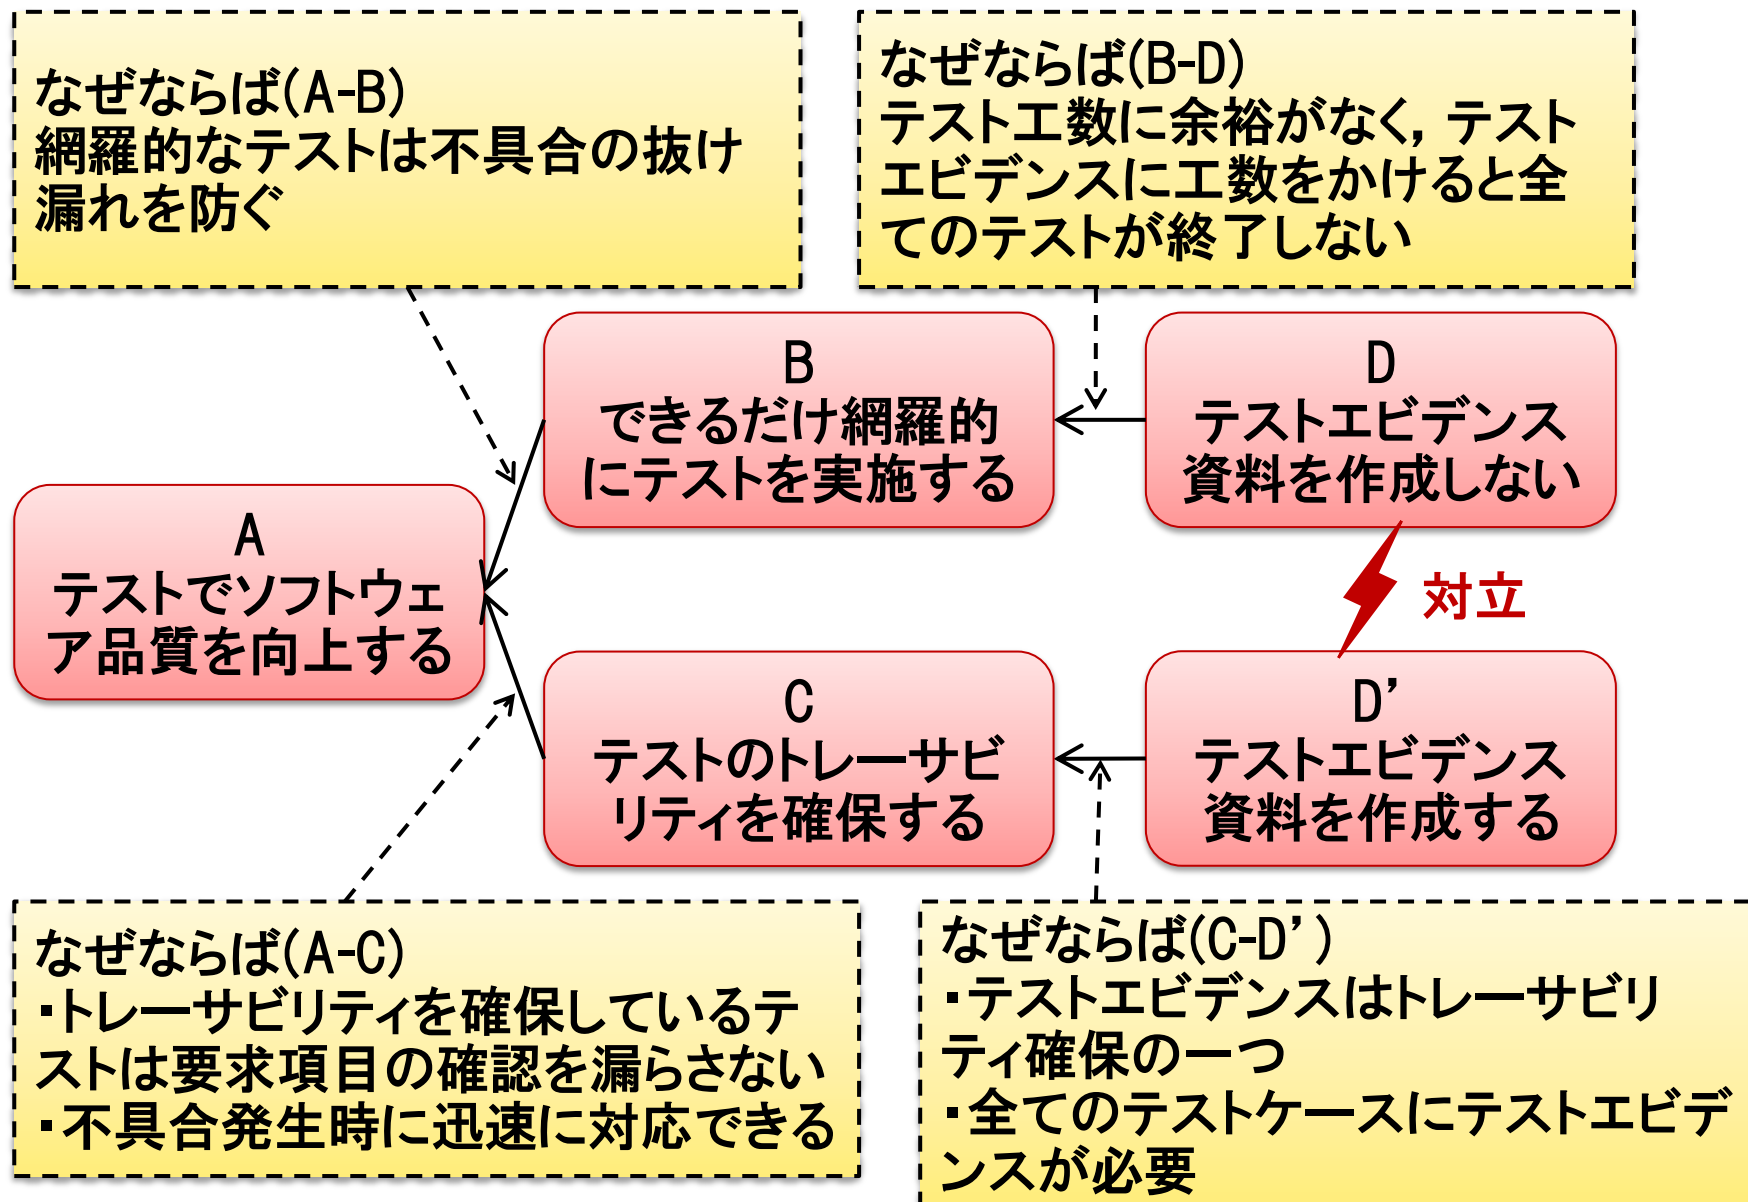 なぜならば(A-B)
網羅的なテストは不具合の抜け
漏れを防ぐ
なぜならば(B-D)
テスト工数に余裕がなく, テスト
エビデンスに工数をかけると全
てのテストが終了しない
B
できるだけ網羅的
にテストを実施する
D
テストエビデンス
資料を作成しない
A
テストでソフトウェ
ア品質を向上する
対立
C
テストのトレーサビ
リティを確保する
D’
テストエビデンス
資料を作成する
なぜならば(A-C)
・トレーサビリティを確保しているテ
ストは要求項目の確認を漏らさない
・不具合発生時に迅速に対応できる
なぜならば(C-D’)
・テストエビデンスはトレーサビリ
ティ確保の一つ
・全てのテストケースにテストエビデ
ンスが必要